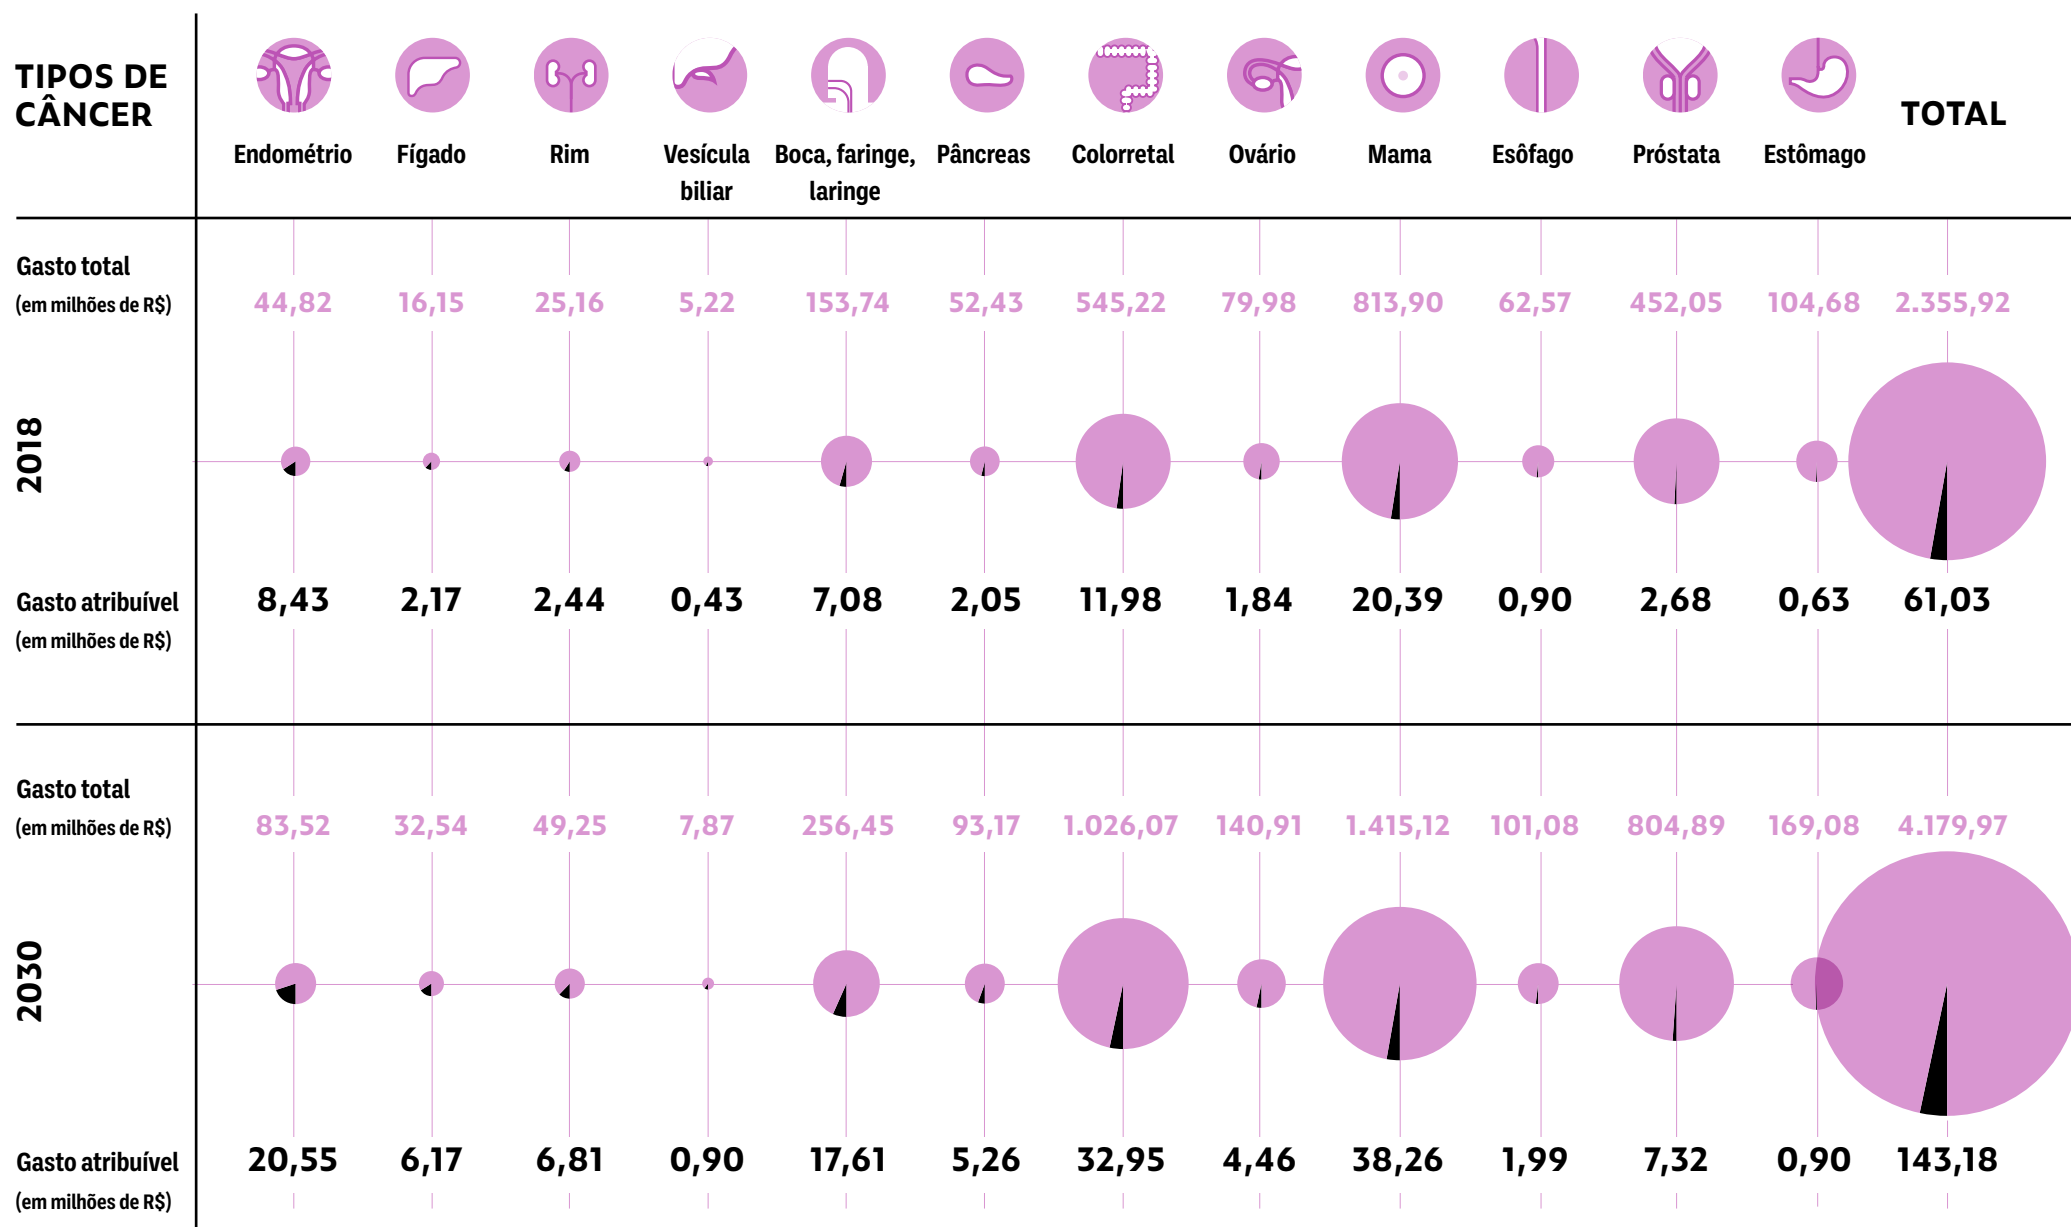 TIPOS DE
CÂNCER
Endométrio Fígado Rim Vesícula Boca, faringe, Pâncreas Colorretal Ovário Mama Esôfago Próstata Estômago TOTAL
biliar laringe
Gasto total
(em milhões de R$) 44,82 16,15 25,16 5,22 153,74 52,43 545,22 79,98 813,90 62,57 452,05 104,68 2.355,92
2018
Gasto atribuível 8,43 2,17 2,44 0,43 7,08 2,05 11,98 1,84 20,39 0,90 2,68 0,63 61,03
(em milhões de R$)
Gasto total
(em milhões de R$) 83,52 32,54 49,25 7,87 256,45 93,17 1.026,07 140,91 1.415,12 101,08 804,89 169,08 4.179,97
2030
Gasto atribuível 20,55 6,17 6,81 0,90 17,61 5,26 32,95 4,46 38,26 1,99 7,32 0,90 143,18
(em milhões de R$)